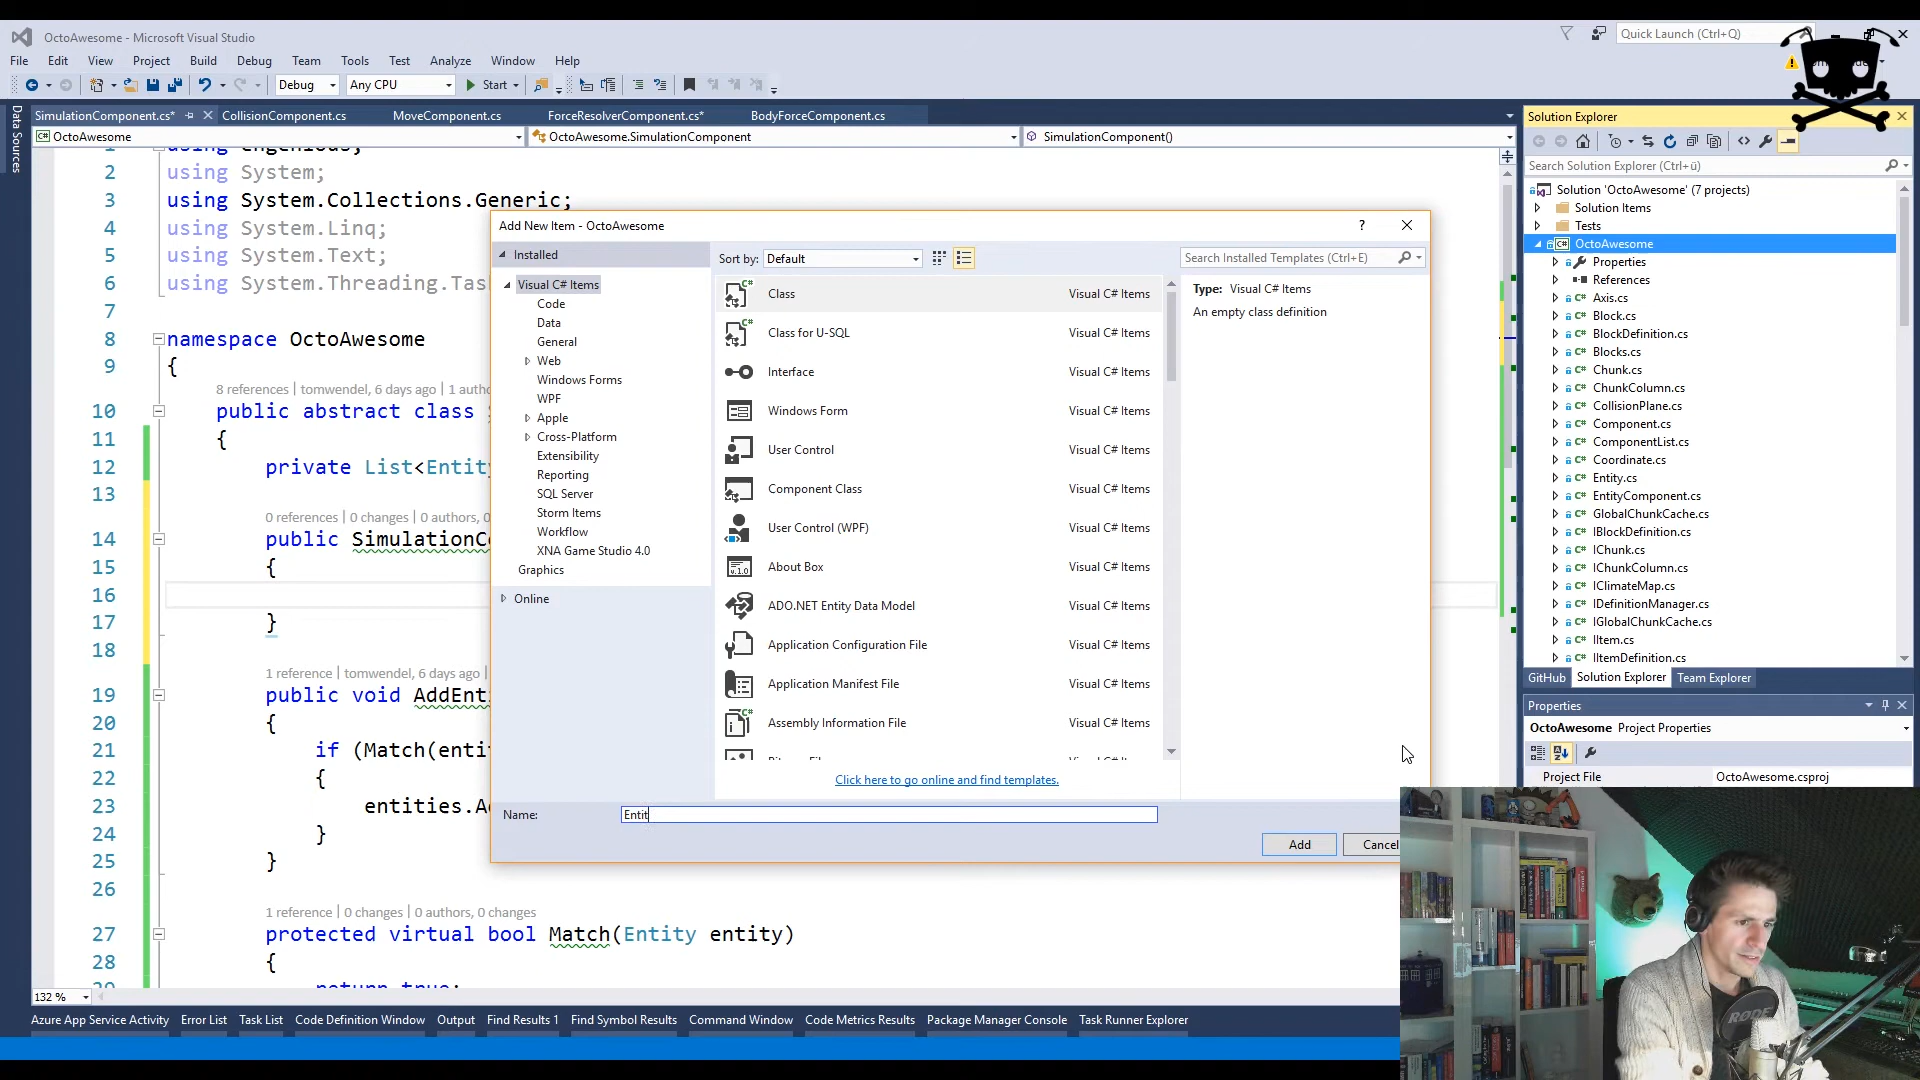 OctoAwesome - Microsoft Visual Studio
Quick Launch (Ctrl+Q)
File Edit View Project Build Debug Team Tools Test Analyze Window Help
Debug Any CPU Start
Data Sources
SimulationComponent.cs* CollisionComponent.cs MoveComponent.cs ForceResolverComponent.cs* BodyForceComponent.cs
OctoAwesome OctoAwesome.SimulationComponent SimulationComponent()
1 using engenious;
2 using System;
3 using System.Collections.Generic;
4 using System.Linq;
5 using System.Text;
6 using System.Threading.Tas
7
8 namespace OctoAwesome
9 {
8 references | tomwendel, 6 days ago | 1 autho
10 public abstract class
11 {
12 private List<Entity
13
0 references | 0 changes | 0 authors, 0
14 public SimulationCo
15 {
16
17 }
18
1 reference | tomwendel, 6 days ago |
19 public void AddEnti
20 {
21 if (Match(entit
22 {
23 entities.Ad
24 }
25 }
26
1 reference | 0 changes | 0 authors, 0 changes
27 protected virtual bool Match(Entity entity)
28 {
29 return true;
132 %
Add New Item - OctoAwesome
?
Installed
Visual C# Items
Code
Data
General
Web
Windows Forms
WPF
Apple
Cross-Platform
Extensibility
Reporting
SQL Server
Storm Items
Workflow
XNA Game Studio 4.0
Graphics
Online
Sort by: Default
Search Installed Templates (Ctrl+E)
Class Visual C# Items
Class for U-SQL Visual C# Items
Interface Visual C# Items
Windows Form Visual C# Items
User Control Visual C# Items
Component Class Visual C# Items
User Control (WPF) Visual C# Items
About Box Visual C# Items
ADO.NET Entity Data Model Visual C# Items
Application Configuration File Visual C# Items
Application Manifest File Visual C# Items
Assembly Information File Visual C# Items
Click here to go online and find templates.
Type: Visual C# Items
An empty class definition
Name: Entit
Add Cancel
Solution Explorer
Search Solution Explorer (Ctrl+ü)
Solution 'OctoAwesome' (7 projects)
Solution Items
Tests
OctoAwesome
Properties
References
Axis.cs
Block.cs
BlockDefinition.cs
Blocks.cs
Chunk.cs
ChunkColumn.cs
CollisionPlane.cs
Component.cs
ComponentList.cs
Coordinate.cs
Entity.cs
EntityComponent.cs
GlobalChunkCache.cs
IBlockDefinition.cs
IChunk.cs
IChunkColumn.cs
IClimateMap.cs
IDefinitionManager.cs
IGlobalChunkCache.cs
IItem.cs
IItemDefinition.cs
GitHub Solution Explorer Team Explorer
Properties
OctoAwesome Project Properties
Project File OctoAwesome.csproj
Azure App Service Activity Error List Task List Code Definition Window Output Find Results 1 Find Symbol Results Command Window Code Metrics Results Package Manager Console Task Runner Explorer
RODE